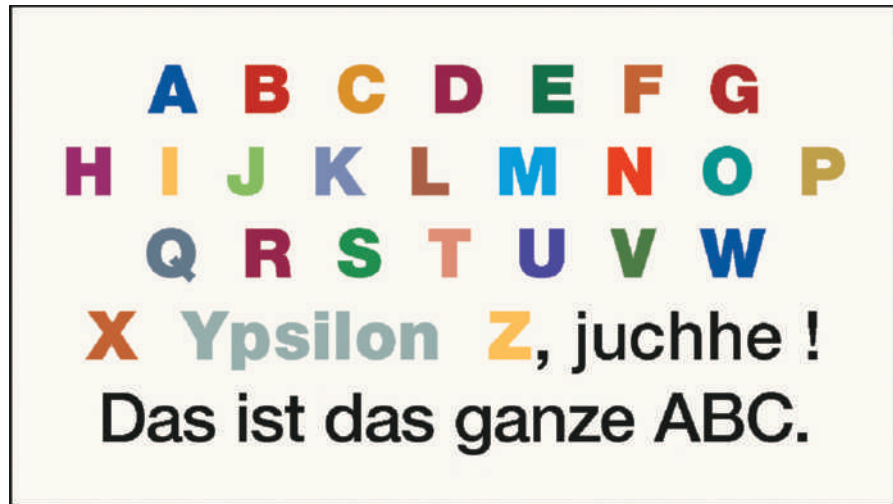 A B C D E F G
H I J K L M N O P
Q R S T U V W
X Ypsilon Z, juchhe !
Das ist das ganze ABC.